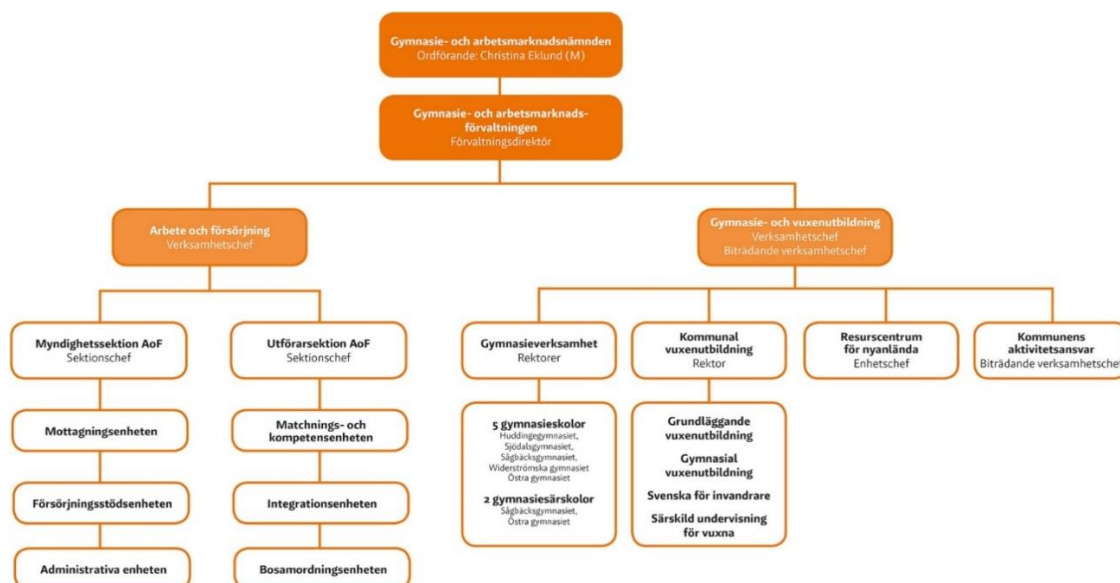 Gymnasie- och arbetsmarknadsnämnden
Ordförande: Christina Eklund (M)
Gymnasie- och arbetsmarknads-
förvaltningen
Förvaltningsdirektör
Arbete och försörjning
Verksamhetschef
Gymnasie- och vuxenutbildning
Verksamhetschef
Biträdande verksamhetschef
Myndighetssektion AoF
Sektionschef
Mottagningsenheten
Försörjningsstödsenheten
Administrativa enheten
Utförarsektion AoF
Sektionschef
Matchnings- och
kompetensenheten
Integrationsenheten
Bosamordningsenheten
Gymnasieverksamhet
Rektorer
5 gymnasieskolor
Huddingegymnasiet,
Sjödalsgymnasiet,
Sågbäcksgymnasiet,
Widerströmska gymnasiet
Östra gymnasiet
2 gymnasiesärskolor
Sågbäcksgymnasiet,
Östra gymnasiet
Kommunal
vuxenutbildning
Rektor
Grundläggande
vuxenutbildning
Gymnasial
vuxenutbildning
Svenska för invandrare
Särskild undervisning
för vuxna
Resurscentrum
för nyanlända
Enhetschef
Kommunens
aktivitetsansvar
Biträdande verksamhetschef